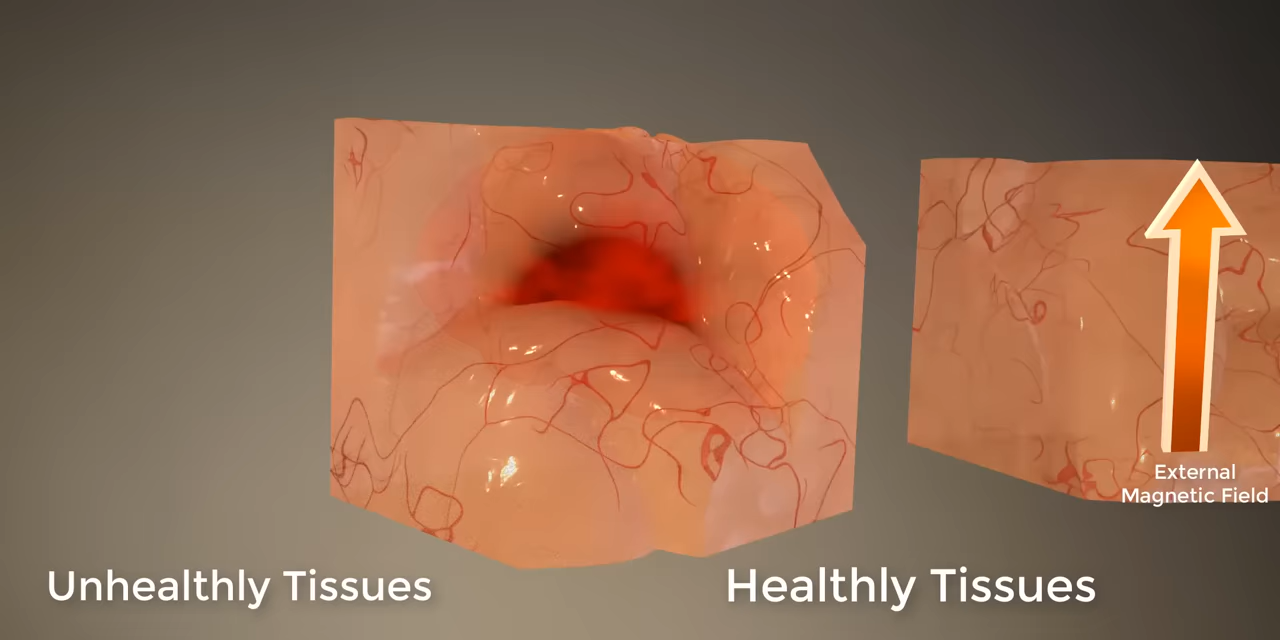 External
Magnetic Field
Unhealthly Tissues
Healthly Tissues